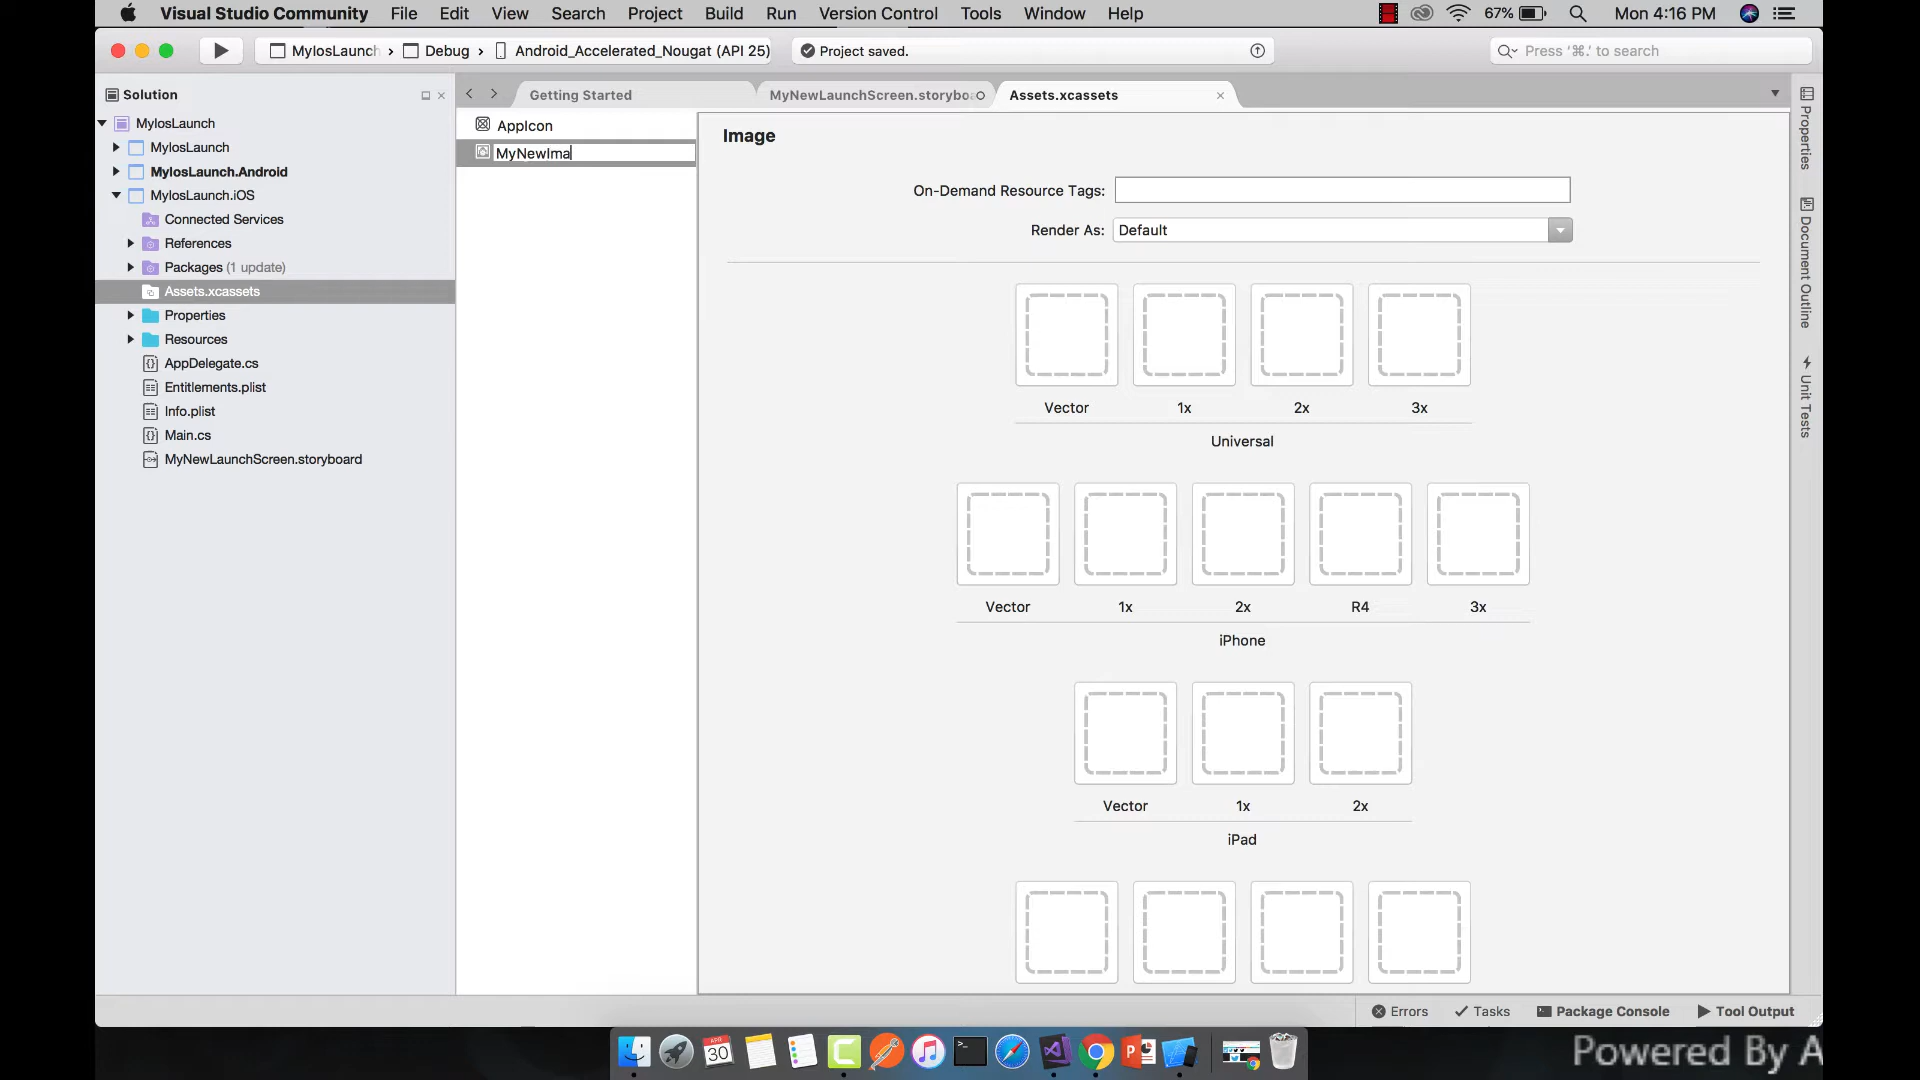 Visual Studio Community File Edit View Search Project Build Run Version Control Tools Window Help 67% Mon 4:16 PM
MyIosLaunch › Debug › Android_Accelerated_Nougat (API 25) Project saved. Press '⌘.' to search
Solution
Getting Started
MyNewLaunchScreen.storybo
Assets.xcassets
MyIosLaunch
MyIosLaunch
MyIosLaunch.Android
MyIosLaunch.iOS
Connected Services
References
Packages (1 update)
Assets.xcassets
Properties
Resources
AppDelegate.cs
Entitlements.plist
Info.plist
Main.cs
MyNewLaunchScreen.storyboard
AppIcon
MyNewIma
Image
On-Demand Resource Tags:
Render As: Default
Vector 1x 2x 3x
Universal
Vector 1x 2x R4 3x
iPhone
Vector 1x 2x
iPad
Properties
Document Outline
Unit Tests
Errors Tasks Package Console Tool Output
APR
30
Powered By A